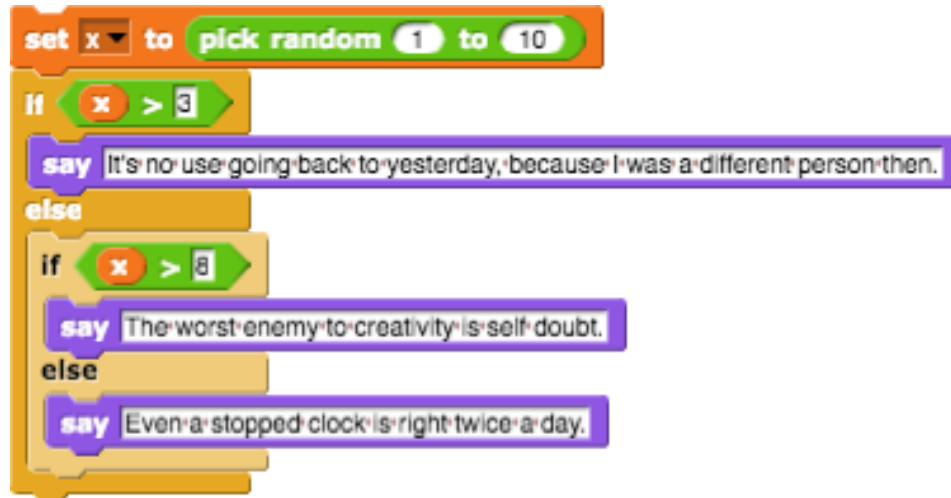 set x to pick random 1 to 10
if x > 3
say It's no use going back to yesterday, because I was a different person then.
else
if x > 8
say The worst enemy to creativity is self doubt.
else
say Even a stopped clock is right twice a day.